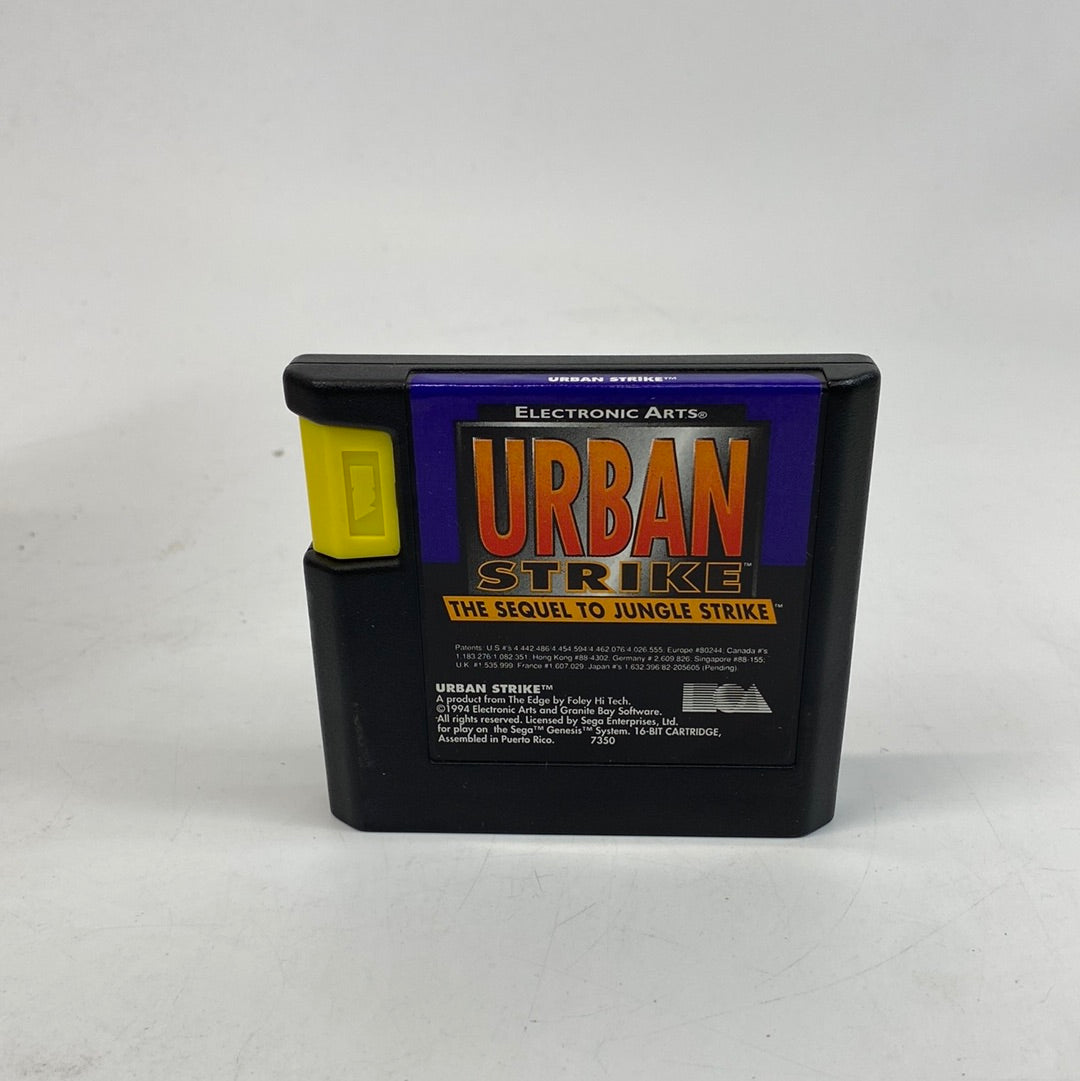 URBAN STRIKE™
ELECTRONIC ARTS®
URBAN
STRIKE™
THE SEQUEL TO JUNGLE STRIKE™
Patents: U.S.#'s 4,442,486/4,454,594/4,462,076/4,026,555; Europe #80244; Canada #'s
1,183,276/1,082,351; Hong Kong #88-4302; Germany # 2,609,826; Singapore #88-155;
U.K. #1,535,999; France #1,607,029; Japan #'s 1,632,396/82-205605 (Pending)
URBAN STRIKE™
A product from The Edge by Foley Hi Tech.
©1994 Electronic Arts and Granite Bay Software.
All rights reserved. Licensed by Sega Enterprises, Ltd.
for play on the Sega™ Genesis™ System. 16-BIT CARTRIDGE,
Assembled in Puerto Rico. 7350
EA